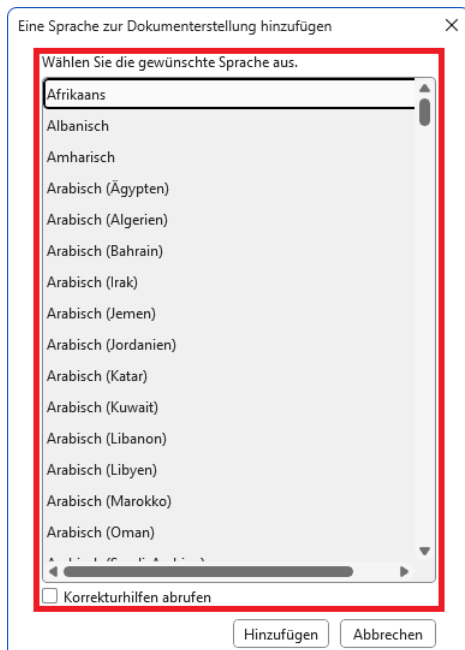 Eine Sprache zur Dokumenterstellung hinzufügen
Wählen Sie die gewünschte Sprache aus.
Afrikaans
Albanisch
Amharisch
Arabisch (Ägypten)
Arabisch (Algerien)
Arabisch (Bahrain)
Arabisch (Irak)
Arabisch (Jemen)
Arabisch (Jordanien)
Arabisch (Katar)
Arabisch (Kuwait)
Arabisch (Libanon)
Arabisch (Libyen)
Arabisch (Marokko)
Arabisch (Oman)
Korrekturhilfen abrufen
Hinzufügen Abbrechen